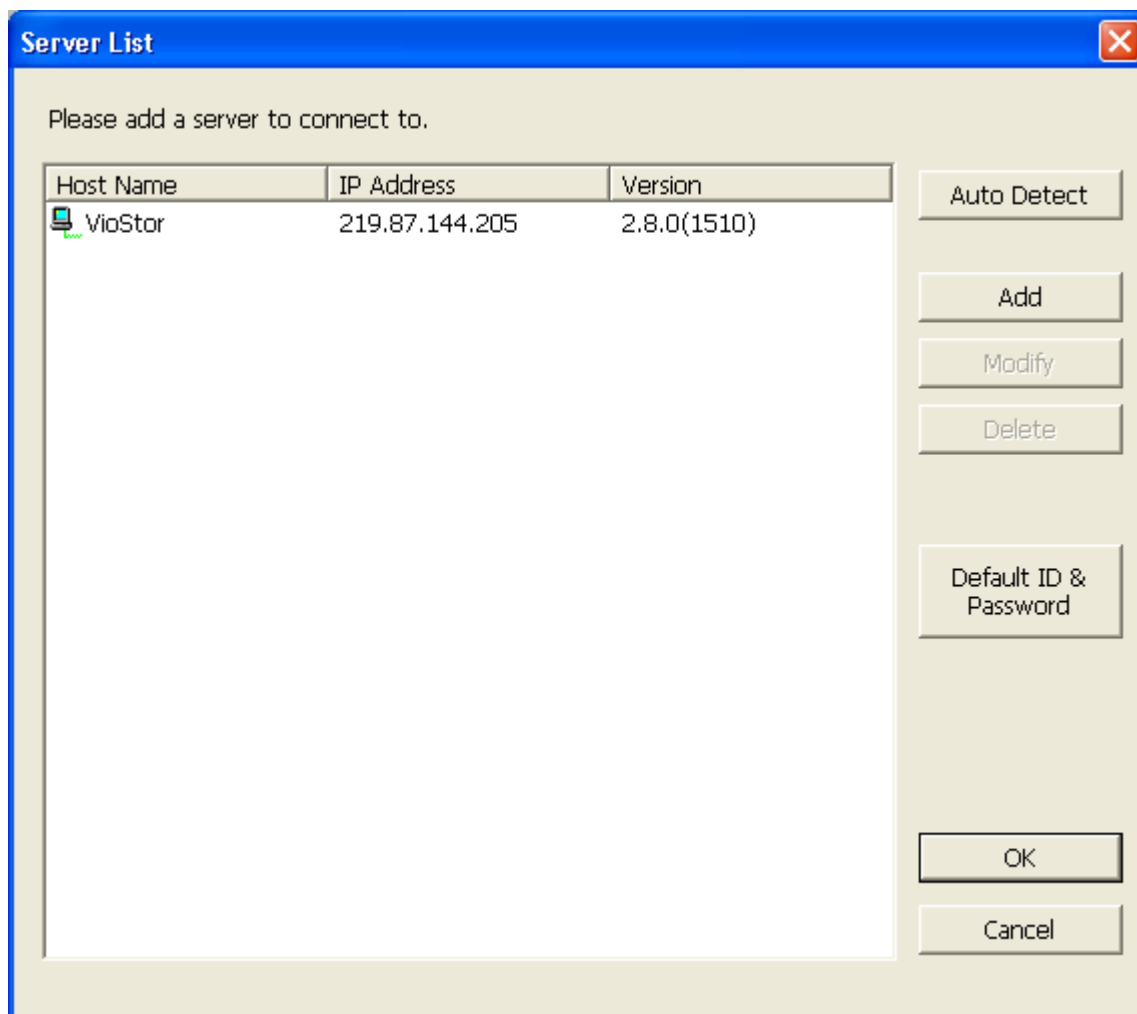 Server List
Please add a server to connect to.
Host Name IP Address Version
VioStor 219.87.144.205 2.8.0(1510)
Auto Detect
Add
Modify
Delete
Default ID &
Password
OK
Cancel